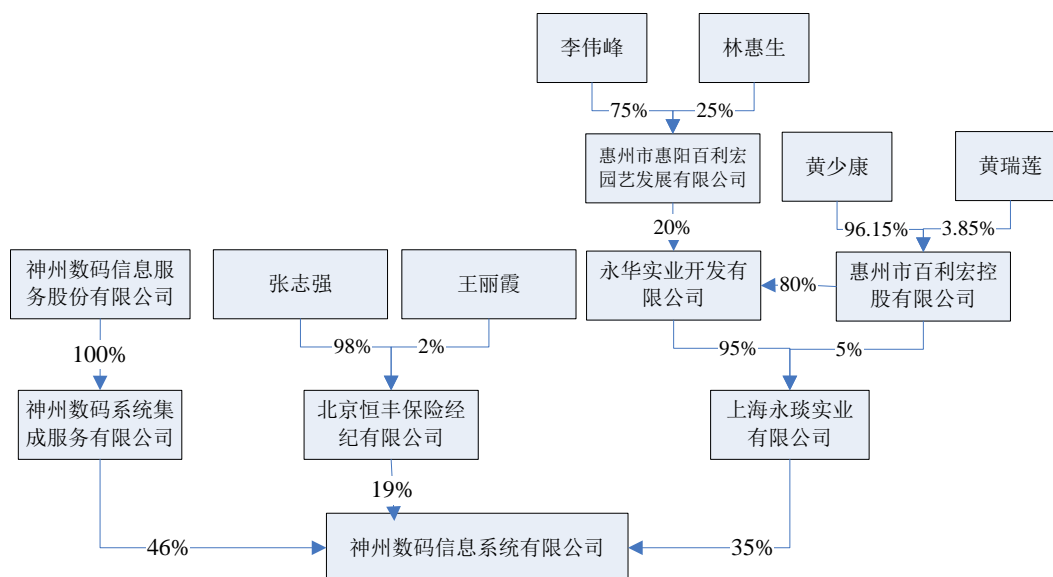 李伟峰
林惠生
75%
25%
惠州市惠阳百利宏
园艺发展有限公司
黄少康
黄瑞莲
20%
96.15%
3.85%
神州数码信息服
务股份有限公司
张志强
王丽霞
永华实业开发有
限公司
80%
惠州市百利宏控
股有限公司
100%
98%
2%
95%
5%
神州数码系统集
成服务有限公司
北京恒丰保险经
纪有限公司
上海永琰实业
有限公司
19%
46%
神州数码信息系统有限公司
35%